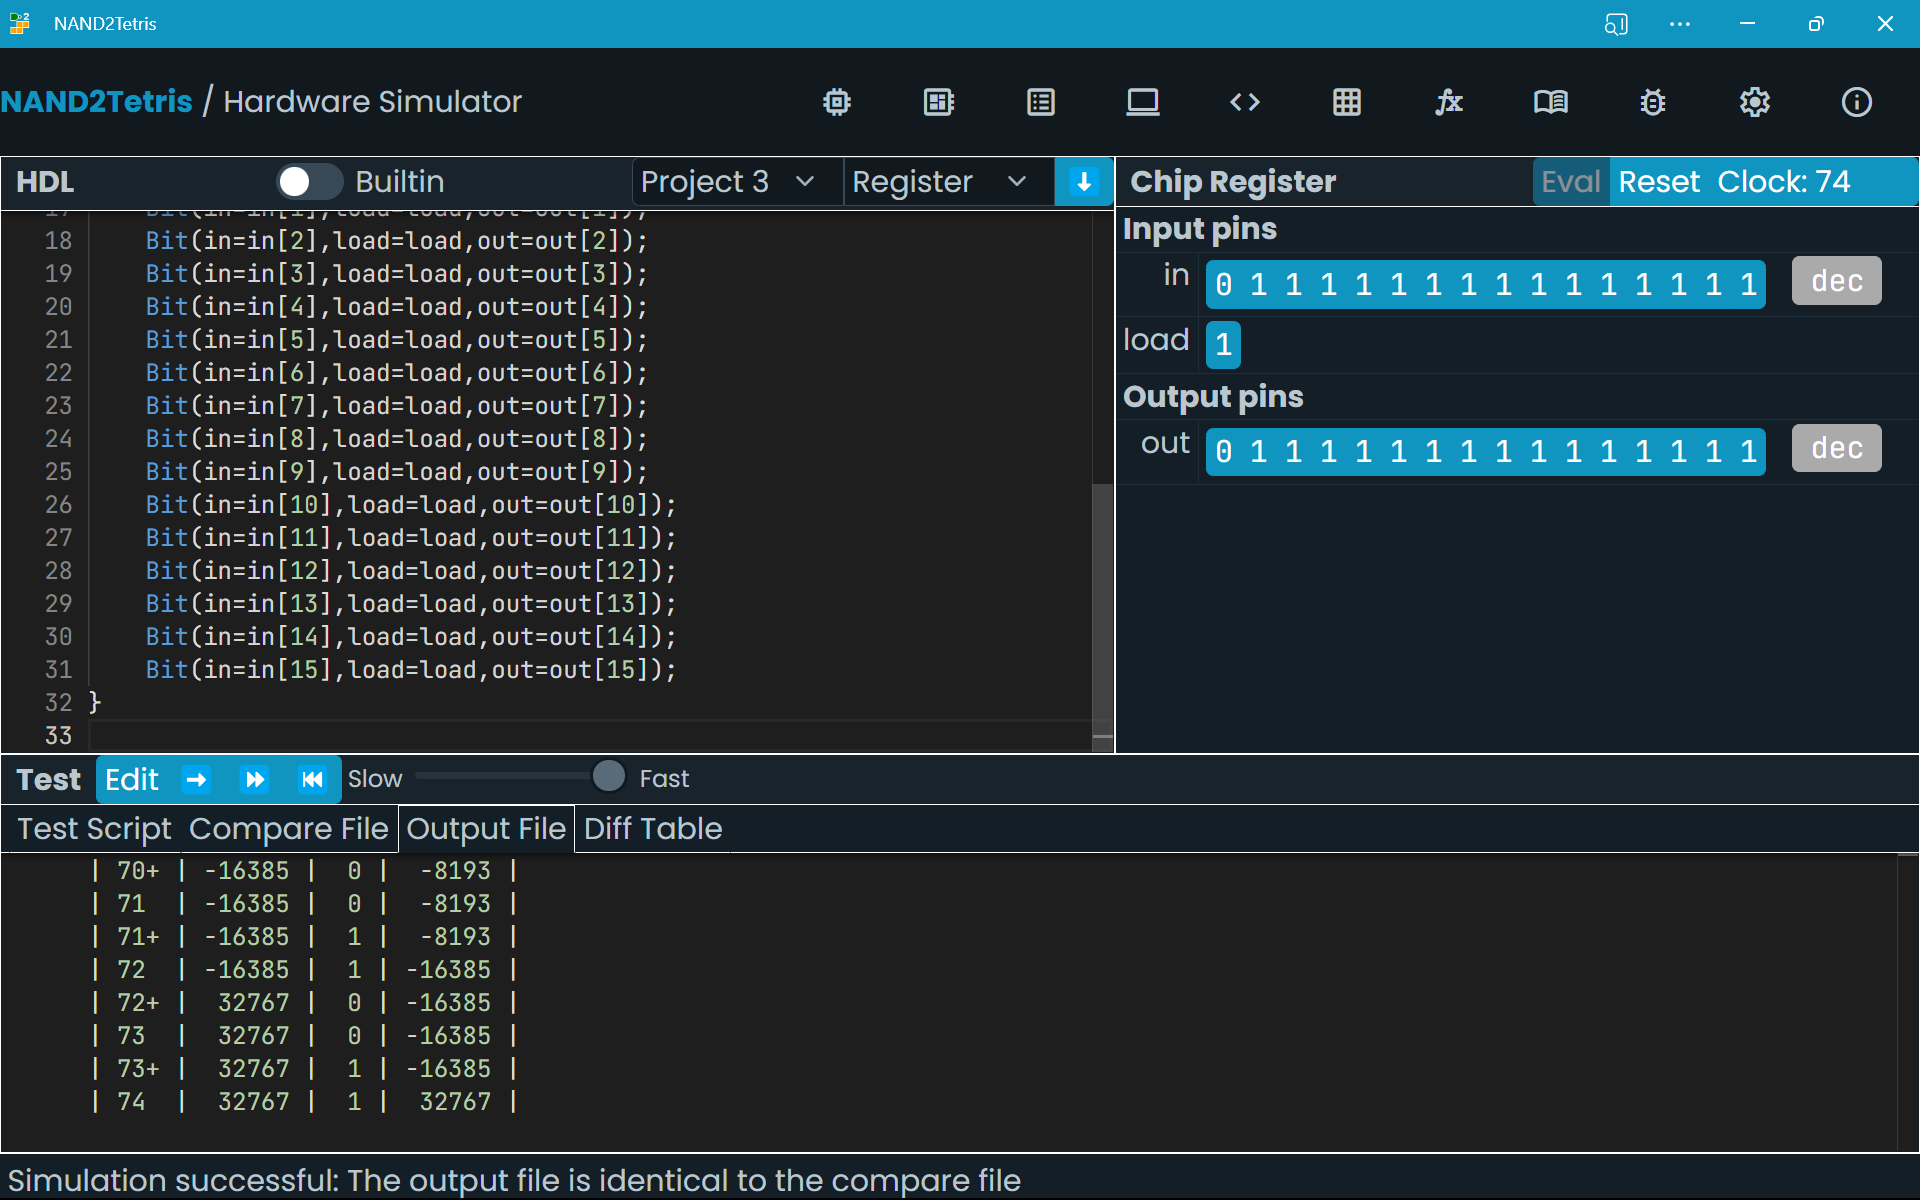 NAND2Tetris
NAND2Tetris / Hardware Simulator
HDL Builtin Project 3 Register
17 Bit(in=in[1],load=load,out=out[1]);
18 Bit(in=in[2],load=load,out=out[2]);
19 Bit(in=in[3],load=load,out=out[3]);
20 Bit(in=in[4],load=load,out=out[4]);
21 Bit(in=in[5],load=load,out=out[5]);
22 Bit(in=in[6],load=load,out=out[6]);
23 Bit(in=in[7],load=load,out=out[7]);
24 Bit(in=in[8],load=load,out=out[8]);
25 Bit(in=in[9],load=load,out=out[9]);
26 Bit(in=in[10],load=load,out=out[10]);
27 Bit(in=in[11],load=load,out=out[11]);
28 Bit(in=in[12],load=load,out=out[12]);
29 Bit(in=in[13],load=load,out=out[13]);
30 Bit(in=in[14],load=load,out=out[14]);
31 Bit(in=in[15],load=load,out=out[15]);
32 }
33
Chip Register Eval Reset Clock: 74
Input pins
in 0 1 1 1 1 1 1 1 1 1 1 1 1 1 1 1 dec
load 1
Output pins
out 0 1 1 1 1 1 1 1 1 1 1 1 1 1 1 1 dec
Test Edit Slow Fast
Test Script Compare File Output File Diff Table
| 70+ | -16385 | 0 | -8193 |
| 71 | -16385 | 0 | -8193 |
| 71+ | -16385 | 1 | -8193 |
| 72 | -16385 | 1 | -16385 |
| 72+ | 32767 | 0 | -16385 |
| 73 | 32767 | 0 | -16385 |
| 73+ | 32767 | 1 | -16385 |
| 74 | 32767 | 1 | 32767 |
Simulation successful: The output file is identical to the compare file